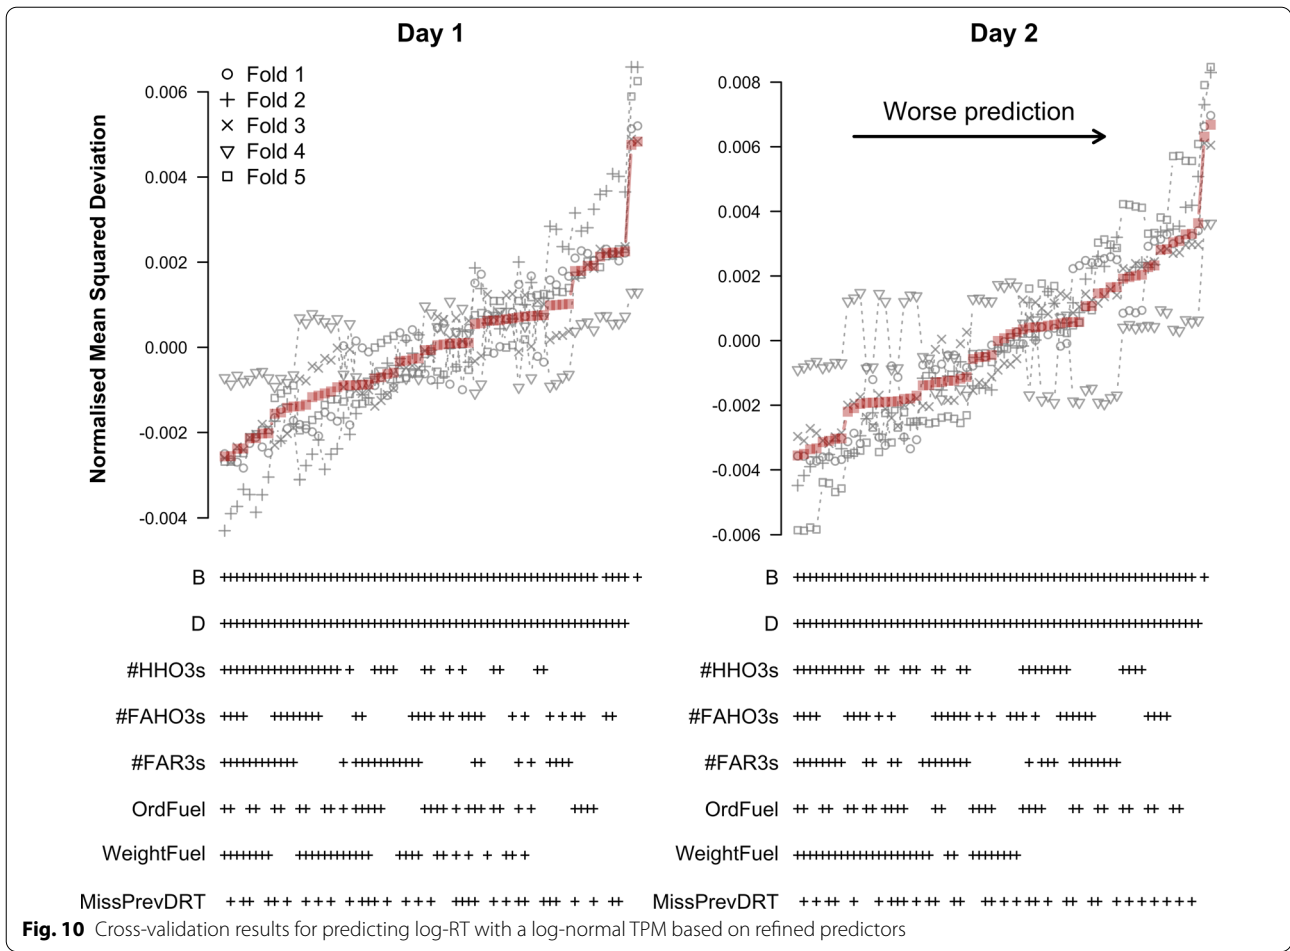 Day 1
Day 2
Normalised Mean Squared Deviation
0.006
0.004
0.002
0.000
-0.002
-0.004
Fold 1
Fold 2
Fold 3
Fold 4
Fold 5
0.008
0.006
0.004
0.002
0.000
-0.002
-0.004
-0.006
Worse prediction
B
D
#HHO3s
#FAHO3s
#FAR3s
OrdFuel
WeightFuel
MissPrevDRT
B
D
#HHO3s
#FAHO3s
#FAR3s
OrdFuel
WeightFuel
MissPrevDRT
Fig. 10 Cross-validation results for predicting log-RT with a log-normal TPM based on refined predictors